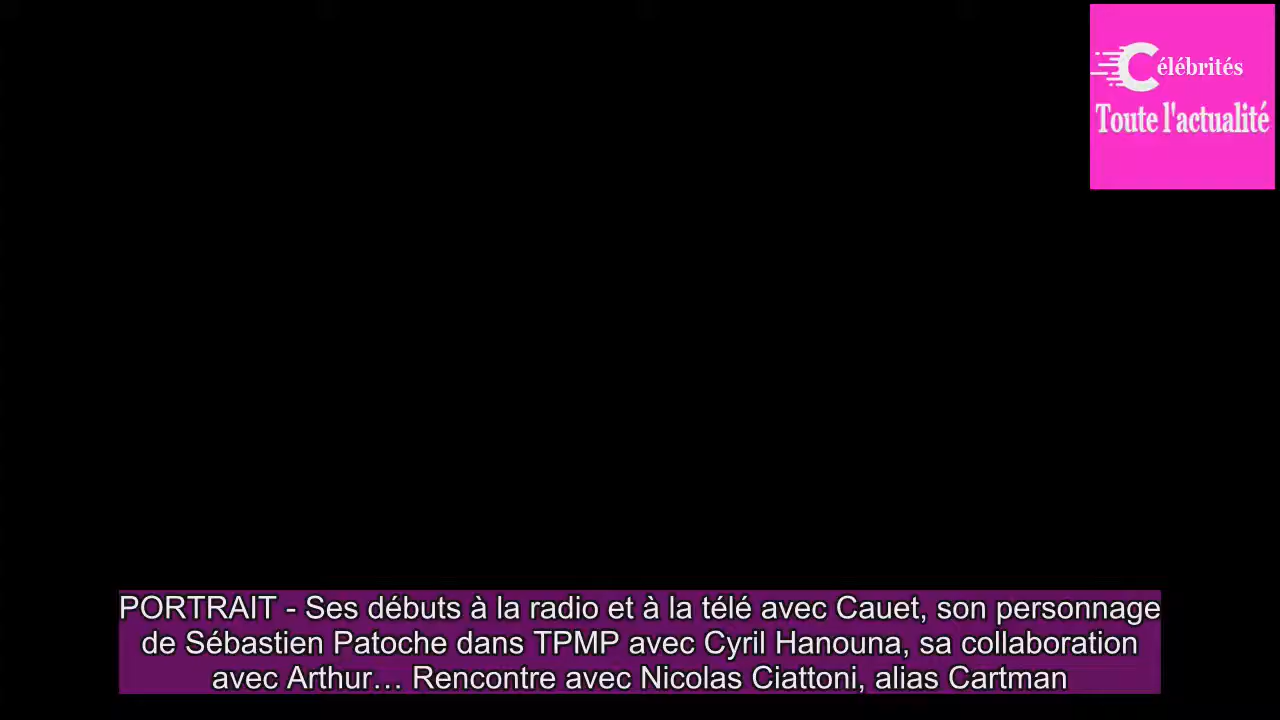 Célébrités
Toute l'actualité
PORTRAIT - Ses débuts à la radio et à la télé avec Cauet, son personnage
de Sébastien Patoche dans TPMP avec Cyril Hanouna, sa collaboration
avec Arthur… Rencontre avec Nicolas Ciattoni, alias Cartman